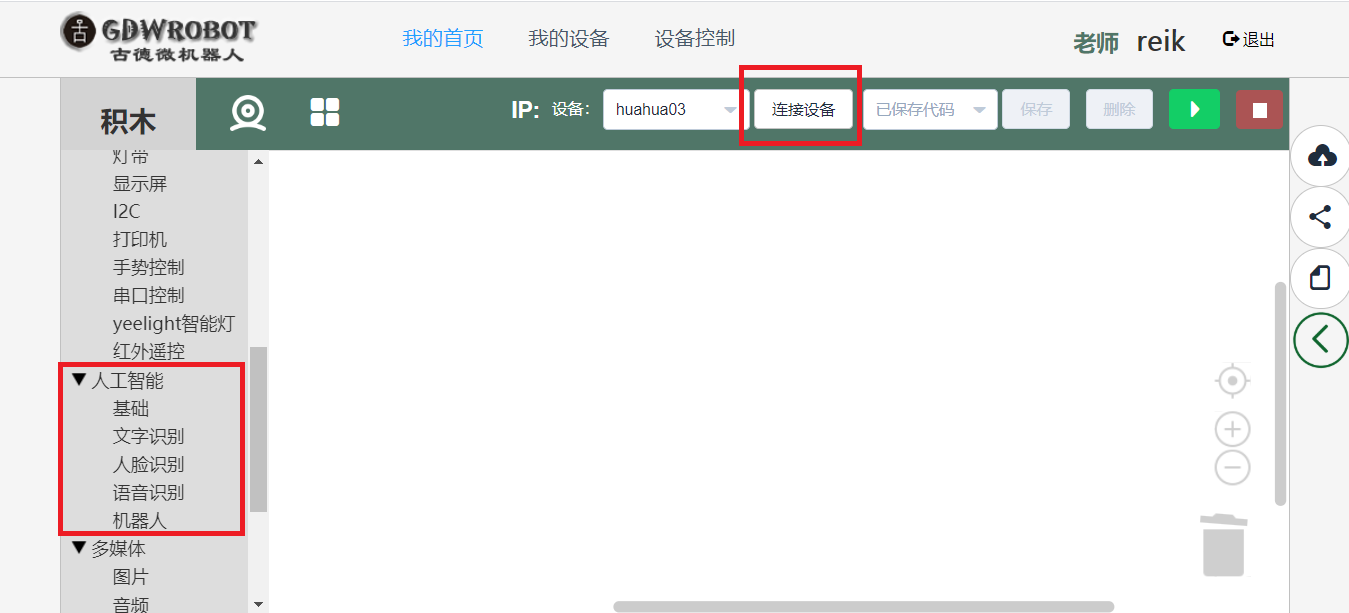 GDWROBOT
古德微机器人
我的首页 我的设备 设备控制
老师 reik 退出
积木
IP: 设备: huahua03 连接设备 已保存代码 保存 删除
灯带
显示屏
I2C
打印机
手势控制
串口控制
yeelight智能灯
红外遥控
人工智能
基础
文字识别
人脸识别
语音识别
机器人
多媒体
图片
音频